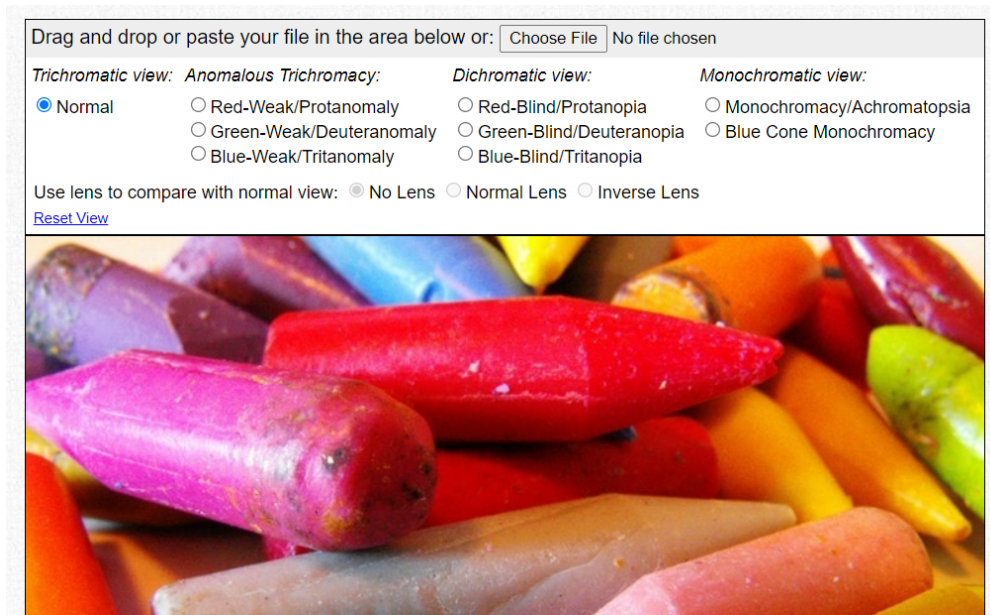 Drag and drop or paste your file in the area below or: Choose File No file chosen
Trichromatic view: Anomalous Trichromacy: Dichromatic view: Monochromatic view:
Normal Red-Weak/Protanomaly Red-Blind/Protanopia Monochromacy/Achromatopsia
Green-Weak/Deuteranomaly Green-Blind/Deuteranopia Blue Cone Monochromacy
Blue-Weak/Tritanomaly Blue-Blind/Tritanopia
Use lens to compare with normal view: No Lens Normal Lens Inverse Lens
Reset View